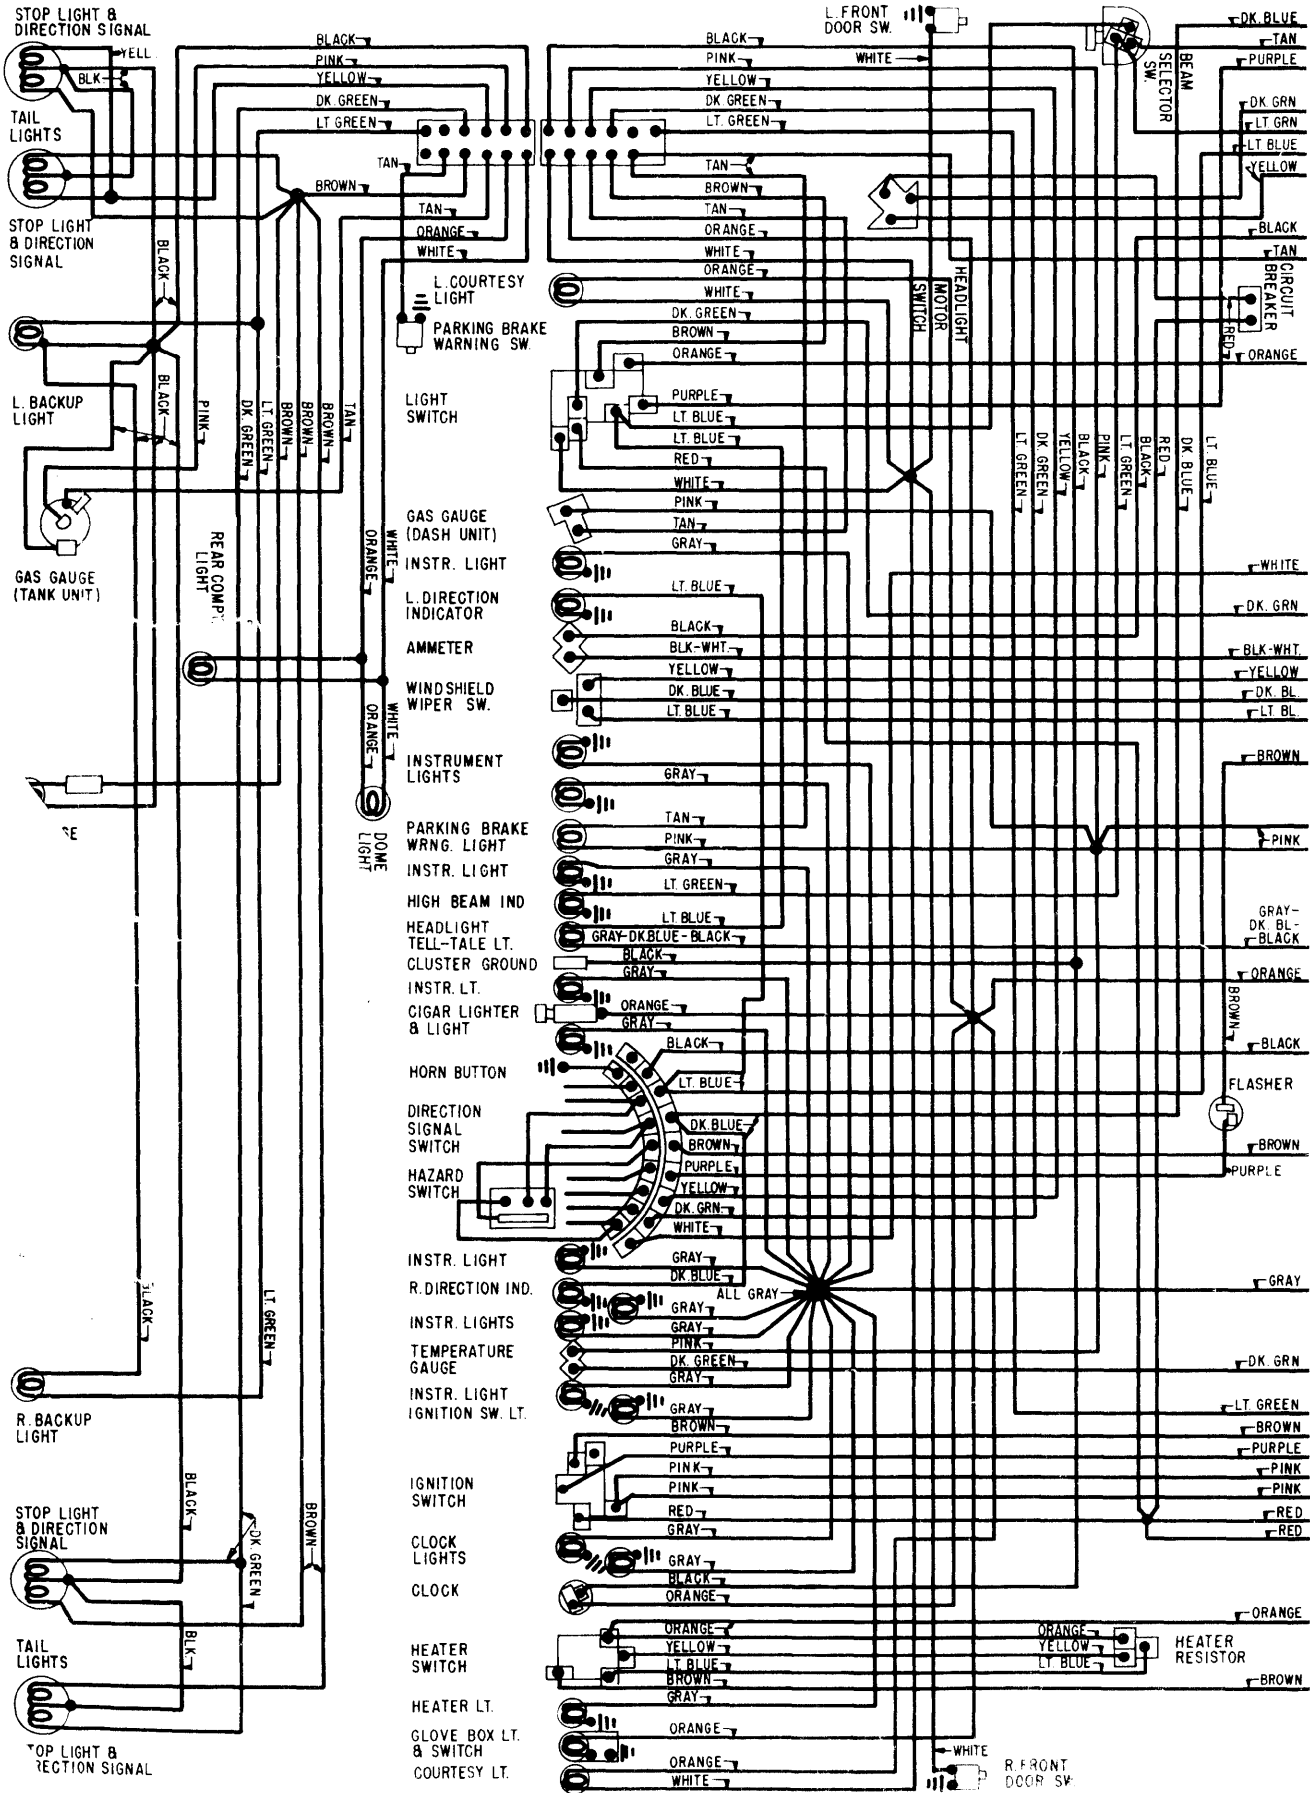 STOP LIGHT &
DIRECTION SIGNAL
YELL
BLK
TAIL
LIGHTS
STOP LIGHT
& DIRECTION
SIGNAL
BLACK
L. BACKUP
LIGHT
GAS GAUGE
(TANK UNIT)
BLACK
PINK
DK. GREEN
LT. GREEN
BROWN
BROWN
BROWN
TAN
REAR COMPT
LIGHT
BLACK
LT. GREEN
R. BACKUP
LIGHT
STOP LIGHT
& DIRECTION
SIGNAL
BLACK
DK GREEN
BROWN
BLK
TAIL
LIGHTS
TOP LIGHT &
RECTION SIGNAL
BLACK
PINK
YELLOW
DK. GREEN
LT GREEN
TAN
BROWN
TAN
ORANGE
WHITE
L. COURTESY
LIGHT
PARKING BRAKE
WARNING SW.
LIGHT
SWITCH
GAS GAUGE
(DASH UNIT)
WHITE
ORANGE
INSTR. LIGHT
L. DIRECTION
INDICATOR
AMMETER
WINDSHIELD
WIPER SW.
WHITE
ORANGE
INSTRUMENT
LIGHTS
DOME
LIGHT
PARKING BRAKE
WRNG. LIGHT
INSTR. LIGHT
HIGH BEAM IND
HEADLIGHT
TELL-TALE LT.
CLUSTER GROUND
INSTR. LT.
CIGAR LIGHTER
& LIGHT
HORN BUTTON
DIRECTION
SIGNAL
SWITCH
HAZARD
SWITCH
INSTR. LIGHT
R. DIRECTION IND.
INSTR. LIGHTS
TEMPERATURE
GAUGE
INSTR. LIGHT
IGNITION SW. LT.
IGNITION
SWITCH
CLOCK
LIGHTS
CLOCK
HEATER
SWITCH
HEATER LT.
GLOVE BOX LT.
& SWITCH
COURTESY LT.
BLACK
PINK
YELLOW
DK. GREEN
LT. GREEN
TAN
BROWN
TAN
ORANGE
WHITE
ORANGE
WHITE
DK. GREEN
BROWN
ORANGE
PURPLE
LT. BLUE
LT. BLUE
RED
WHITE
PINK
TAN
GRAY
LT. BLUE
BLACK
BLK-WHT.
YELLOW
DK. BLUE
LT. BLUE
GRAY
TAN
PINK
GRAY
LT. GREEN
LT BLUE
GRAY-DK.BLUE-BLACK
BLACK
GRAY
ORANGE
GRAY
BLACK
LT. BLUE
DK. BLUE
BROWN
PURPLE
YELLOW
DK. GRN
WHITE
GRAY
DK. BLUE
ALL GRAY
GRAY
GRAY
PINK
DK. GREEN
GRAY
GRAY
BROWN
PURPLE
PINK
PINK
RED
GRAY
GRAY
BLACK
ORANGE
ORANGE
YELLOW
LT BLUE
BROWN
GRAY
ORANGE
ORANGE
WHITE
L. FRONT
DOOR SW.
WHITE
BEAM
SELECTOR
SW.
HEADLIGHT
MOTOR
SWITCH
CIRCUIT
BREAKER
RED
LT GREEN
DK. GREEN
YELLOW
BLACK
PINK
LT. GREEN
BLACK
RED
DK. BLUE
LT. BLUE
DK. BLUE
TAN
PURPLE
DK. GRN
LT GRN
LT BLUE
YELLOW
BLACK
TAN
ORANGE
WHITE
DK. GRN
BLK-WHT.
YELLOW
DK. BL.
LT BL.
BROWN
PINK
GRAY-
DK. BL-
BLACK
ORANGE
BROWN
BLACK
FLASHER
BROWN
PURPLE
GRAY
DK. GRN
LT. GREEN
BROWN
PURPLE
PINK
PINK
RED
RED
ORANGE
ORANGE
YELLOW
LT BLUE
HEATER
RESISTOR
BROWN
WHITE
R. FRONT
DOOR SW